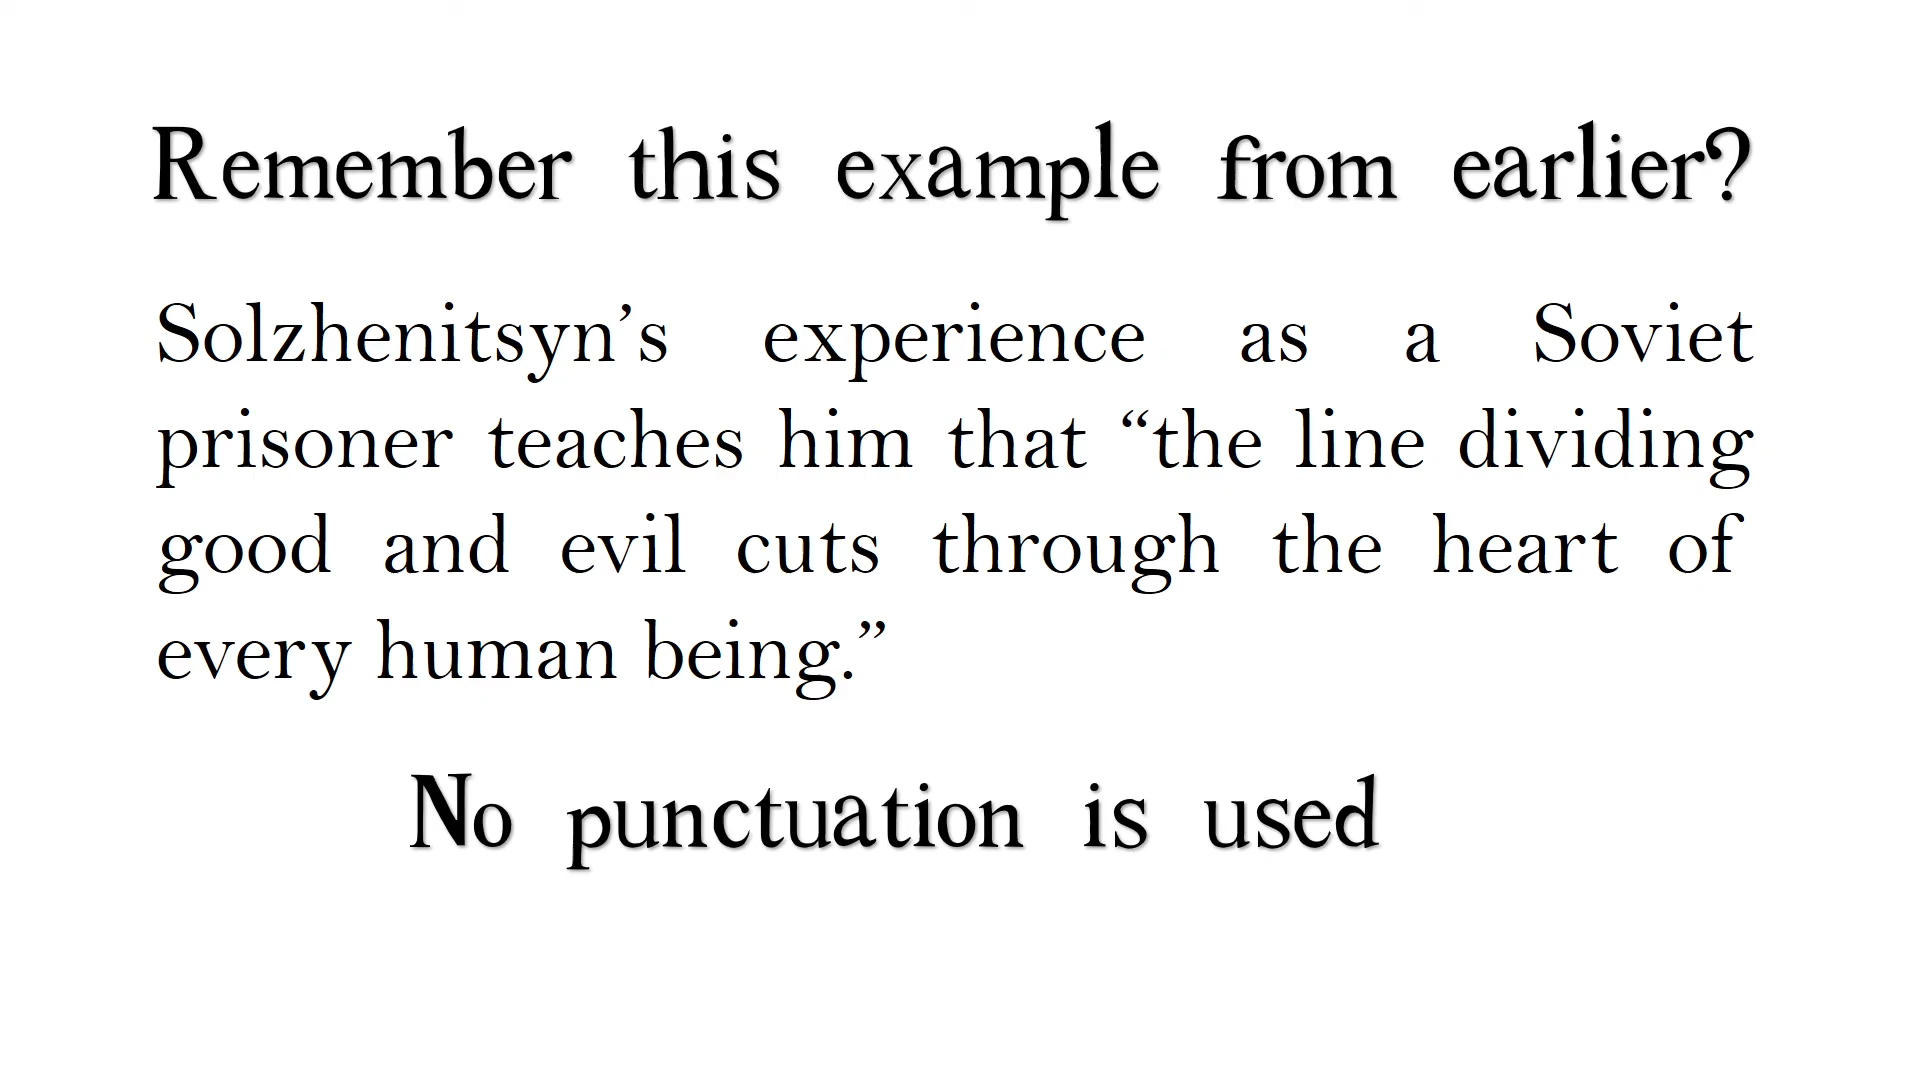 Remember this example from earlier?
Solzhenitsyn’s experience as a Soviet
prisoner teaches him that “the line dividing
good and evil cuts through the heart of
every human being.”
No punctuation is used